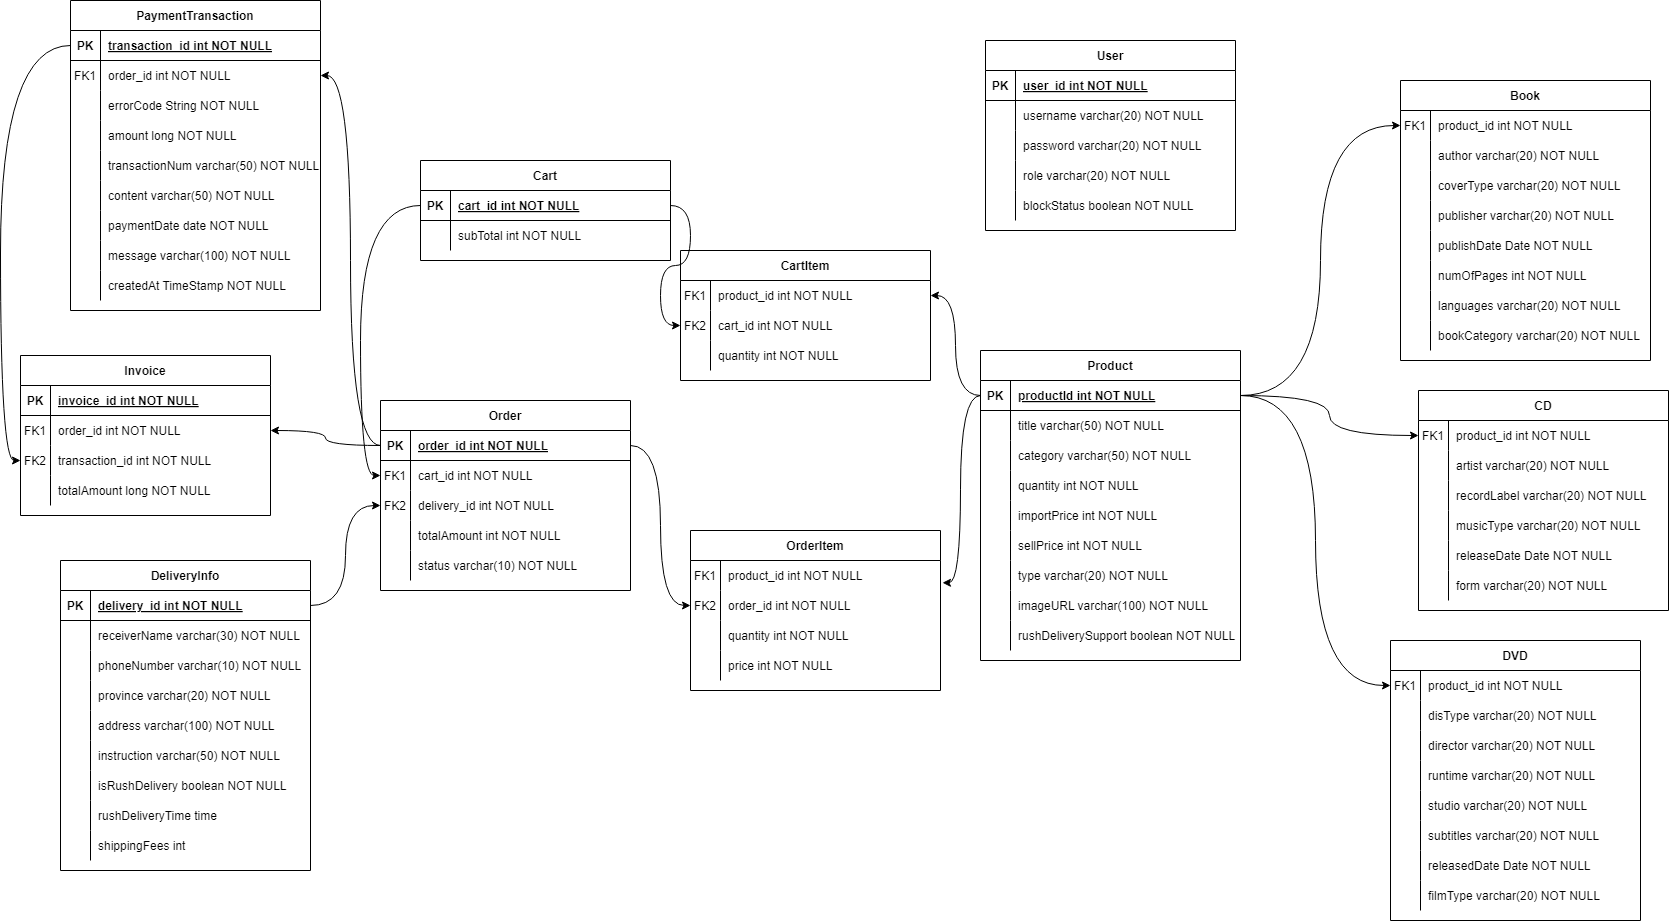 PaymentTransaction
PK transaction_id int NOT NULL
FK1 order_id int NOT NULL
errorCode String NOT NULL
amount long NOT NULL
transactionNum varchar(50) NOT NULL
content varchar(50) NOT NULL
paymentDate date NOT NULL
message varchar(100) NOT NULL
createdAt TimeStamp NOT NULL
Invoice
PK invoice_id int NOT NULL
FK1 order_id int NOT NULL
FK2 transaction_id int NOT NULL
totalAmount long NOT NULL
DeliveryInfo
PK delivery_id int NOT NULL
receiverName varchar(30) NOT NULL
phoneNumber varchar(10) NOT NULL
province varchar(20) NOT NULL
address varchar(100) NOT NULL
instruction varchar(50) NOT NULL
isRushDelivery boolean NOT NULL
rushDeliveryTime time
shippingFees int
Cart
PK cart_id int NOT NULL
subTotal int NOT NULL
Order
PK order_id int NOT NULL
FK1 cart_id int NOT NULL
FK2 delivery_id int NOT NULL
totalAmount int NOT NULL
status varchar(10) NOT NULL
CartItem
FK1 product_id int NOT NULL
FK2 cart_id int NOT NULL
quantity int NOT NULL
OrderItem
FK1 product_id int NOT NULL
FK2 order_id int NOT NULL
quantity int NOT NULL
price int NOT NULL
User
PK user_id int NOT NULL
username varchar(20) NOT NULL
password varchar(20) NOT NULL
role varchar(20) NOT NULL
blockStatus boolean NOT NULL
Product
PK productId int NOT NULL
title varchar(50) NOT NULL
category varchar(50) NOT NULL
quantity int NOT NULL
importPrice int NOT NULL
sellPrice int NOT NULL
type varchar(20) NOT NULL
imageURL varchar(100) NOT NULL
rushDeliverySupport boolean NOT NULL
Book
FK1 product_id int NOT NULL
author varchar(20) NOT NULL
coverType varchar(20) NOT NULL
publisher varchar(20) NOT NULL
publishDate Date NOT NULL
numOfPages int NOT NULL
languages varchar(20) NOT NULL
bookCategory varchar(20) NOT NULL
CD
FK1 product_id int NOT NULL
artist varchar(20) NOT NULL
recordLabel varchar(20) NOT NULL
musicType varchar(20) NOT NULL
releaseDate Date NOT NULL
form varchar(20) NOT NULL
DVD
FK1 product_id int NOT NULL
disType varchar(20) NOT NULL
director varchar(20) NOT NULL
runtime varchar(20) NOT NULL
studio varchar(20) NOT NULL
subtitles varchar(20) NOT NULL
releasedDate Date NOT NULL
filmType varchar(20) NOT NULL